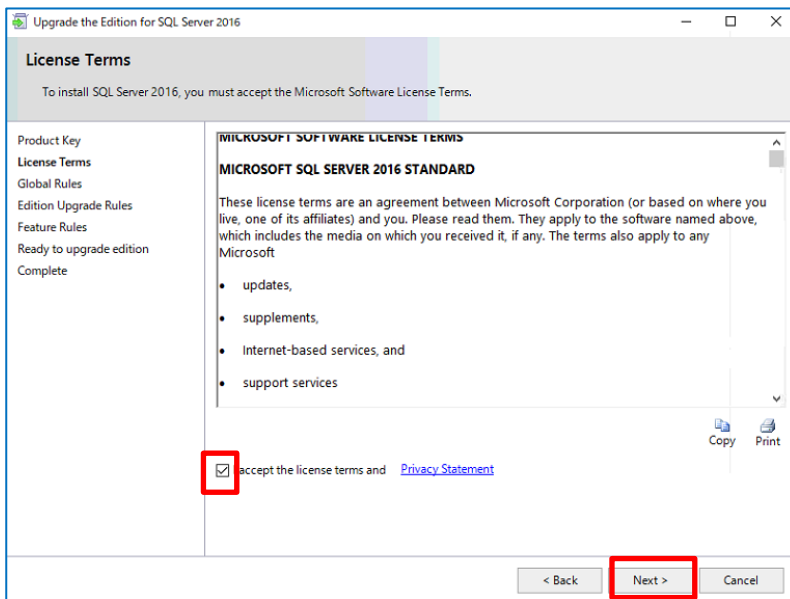 Upgrade the Edition for SQL Server 2016
License Terms
To install SQL Server 2016, you must accept the Microsoft Software License Terms.
Product Key
License Terms
Global Rules
Edition Upgrade Rules
Feature Rules
Ready to upgrade edition
Complete
MICROSOFT SOFTWARE LICENSE TERMS
MICROSOFT SQL SERVER 2016 STANDARD
These license terms are an agreement between Microsoft Corporation (or based on where you
live, one of its affiliates) and you. Please read them. They apply to the software named above,
which includes the media on which you received it, if any. The terms also apply to any
Microsoft
• updates,
• supplements,
• Internet-based services, and
• support services
Copy
Print
accept the license terms and Privacy Statement
< Back
Next >
Cancel